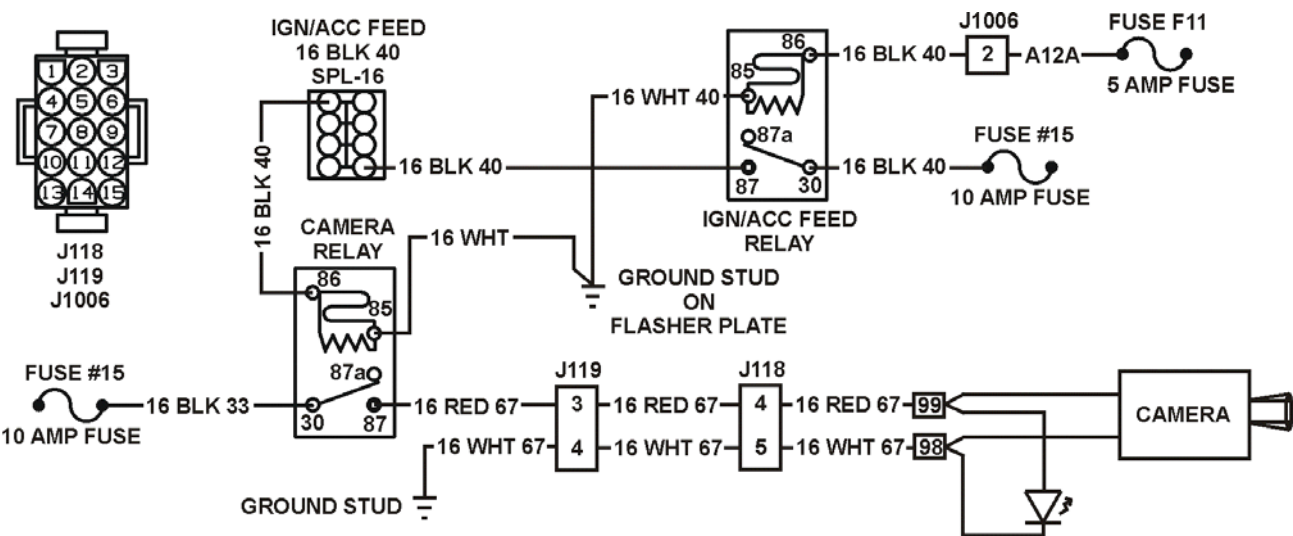 IGN/ACC FEED
16 BLK 40
SPL-16
J1006
FUSE F11
86
16 BLK 40
2
A12A
5 AMP FUSE
1 2 3
4 5 6
7 8 9
10 11 12
13 14 15
J118
J119
J1006
85
16 WHT 40
87a
16 BLK 40
16 BLK 40
87
30
16 BLK 40
FUSE #15
10 AMP FUSE
IGN/ACC FEED
RELAY
CAMERA
RELAY
16 WHT
GROUND STUD
ON
FLASHER PLATE
86
85
87a
FUSE #15
10 AMP FUSE
16 BLK 33
30
87
16 RED 67
J119
3
4
16 RED 67
J118
4
5
16 RED 67
99
CAMERA
16 WHT 67
16 WHT 67
16 WHT 67
98
GROUND STUD